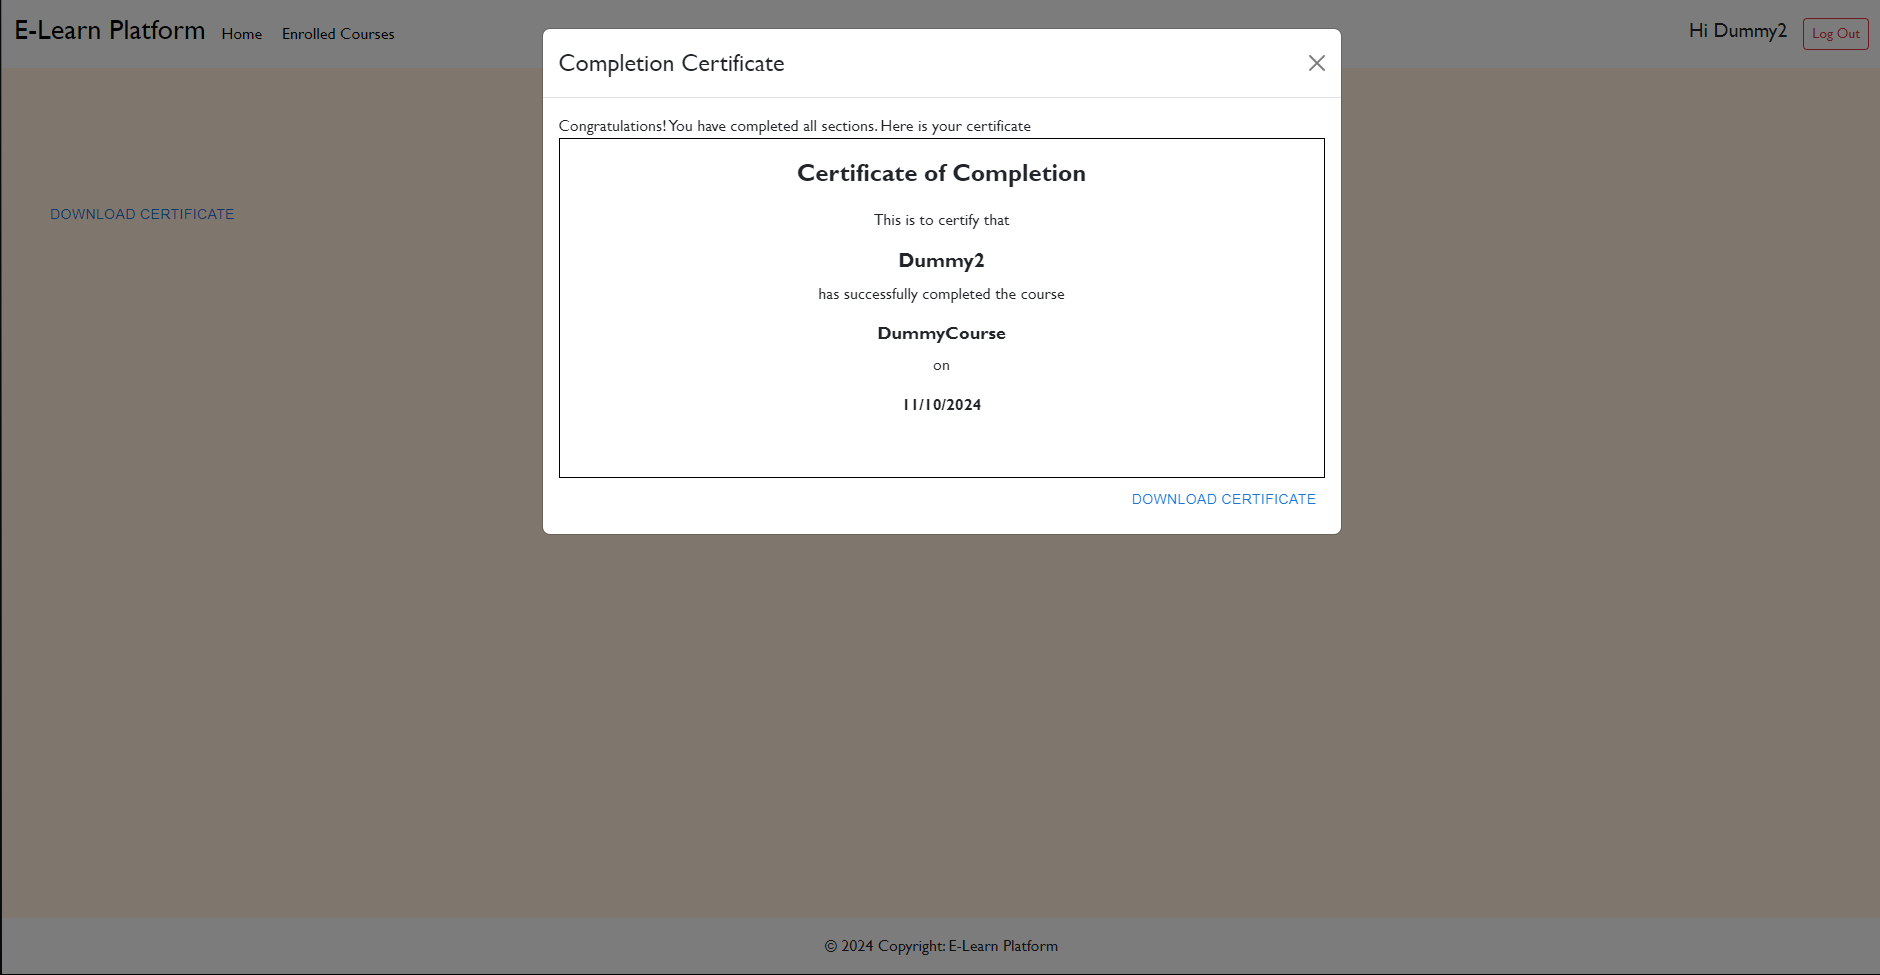 E-Learn Platform Home Enrolled Courses Hi Dummy2 Log Out
Completion Certificate
Congratulations! You have completed all sections. Here is your certificate
Certificate of Completion
This is to certify that
DOWNLOAD CERTIFICATE
Dummy2
has successfully completed the course
DummyCourse
on
11/10/2024
DOWNLOAD CERTIFICATE
© 2024 Copyright: E-Learn Platform